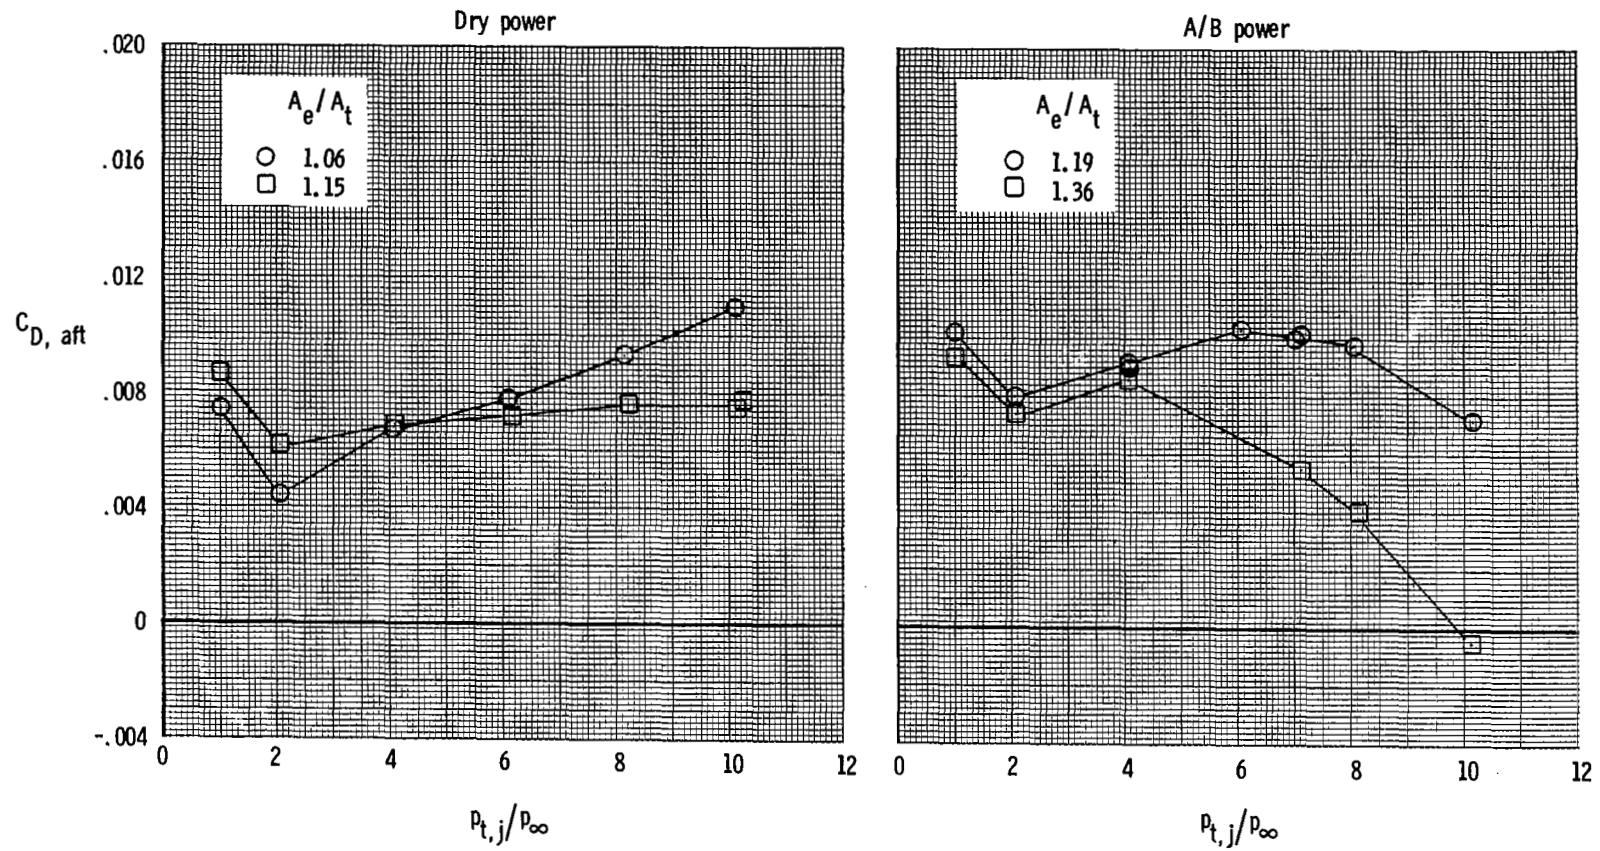 Dry power
A/B power
.020
.016
.012
.008
.004
0
-.004
C_D, aft
A_e/A_t
1.06
1.15
A_e/A_t
1.19
1.36
0 2 4 6 8 10 12
0 2 4 6 8 10 12
p_t,j/p_∞
p_t,j/p_∞